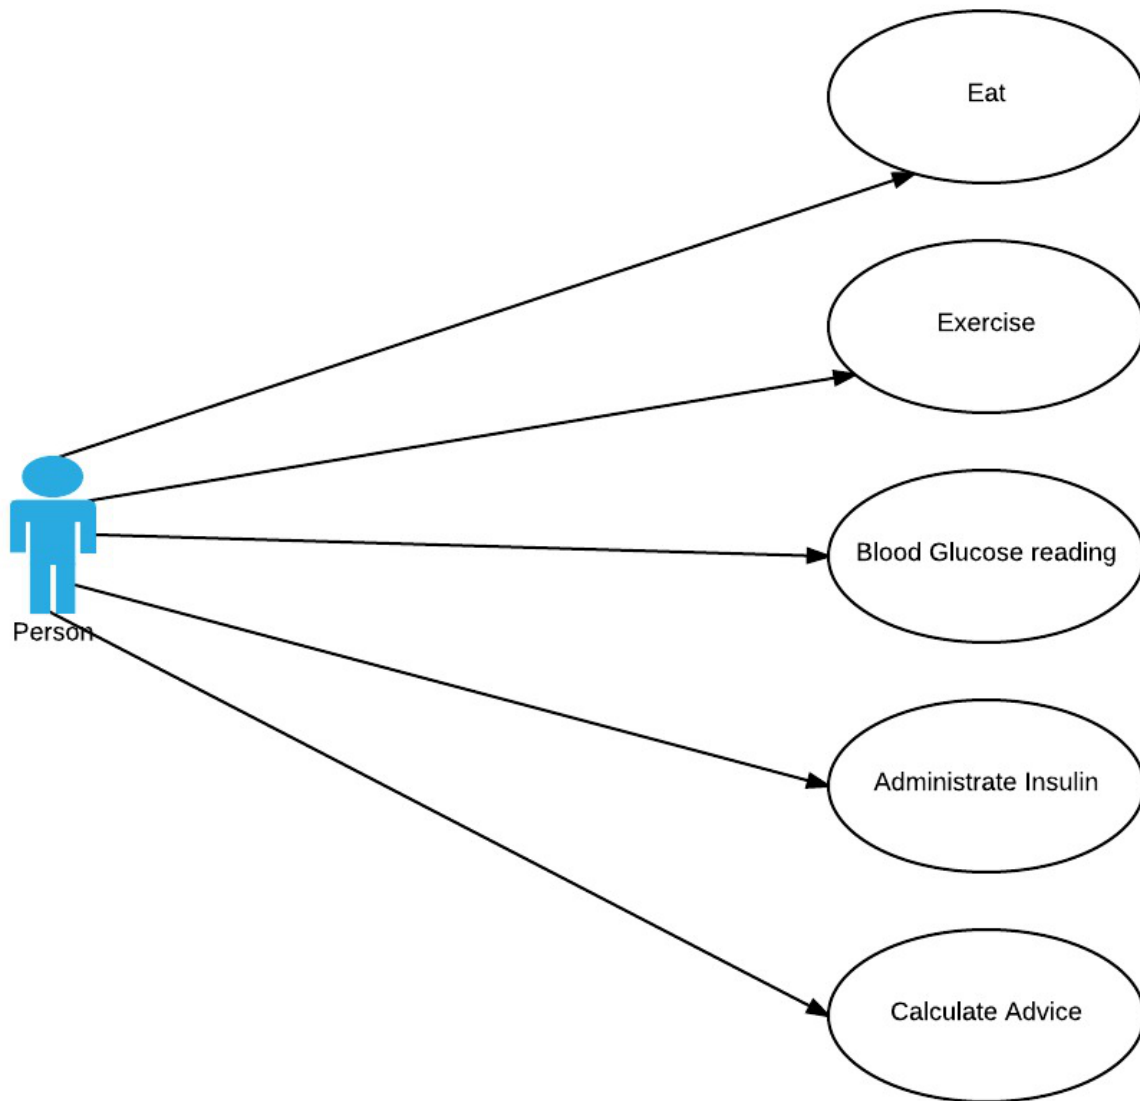 Eat
Exercise
Blood Glucose reading
Person
Administrate Insulin
Calculate Advice